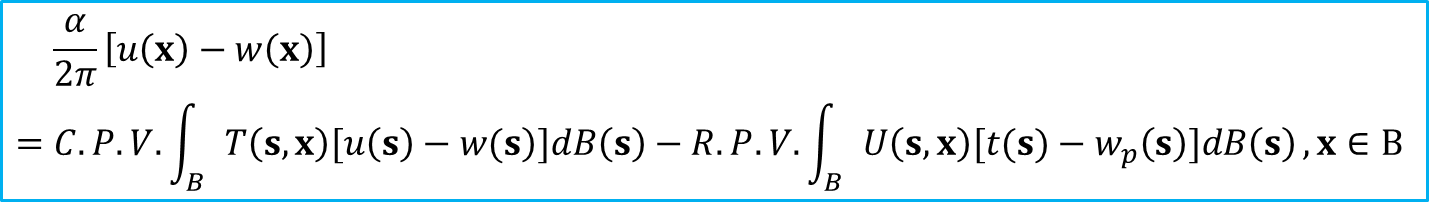 α/2π [u(𝐱) − w(𝐱)]
= C.P.V. ∫_B T(𝐬, 𝐱)[u(𝐬) − w(𝐬)]dB(𝐬) − R.P.V. ∫_B U(𝐬, 𝐱)[t(𝐬) − w_p(𝐬)]dB(𝐬) , 𝐱 ∈ B